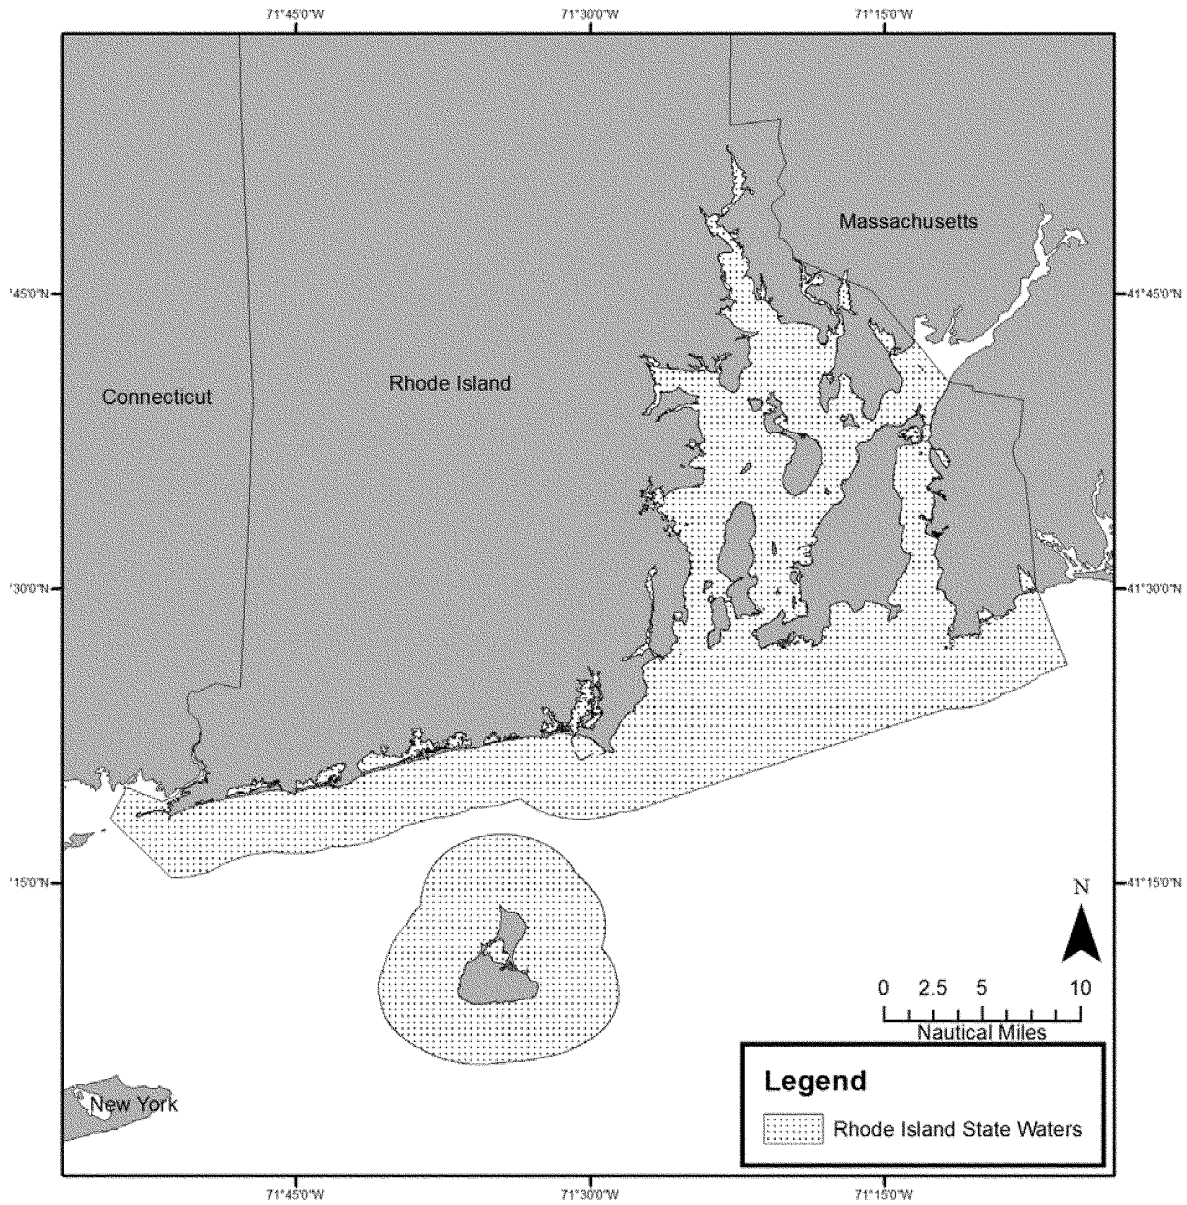 71°45'0"W 71°30'0"W 71°15'0"W
Massachusetts
'45'0"N 41°45'0"N
Rhode Island
Connecticut
'30'0"N 41°30'0"N
'15'0"N 41°15'0"N
N
0 2.5 5 10
Nautical Miles
Legend
Rhode Island State Waters
New York
71°45'0"W 71°30'0"W 71°15'0"W